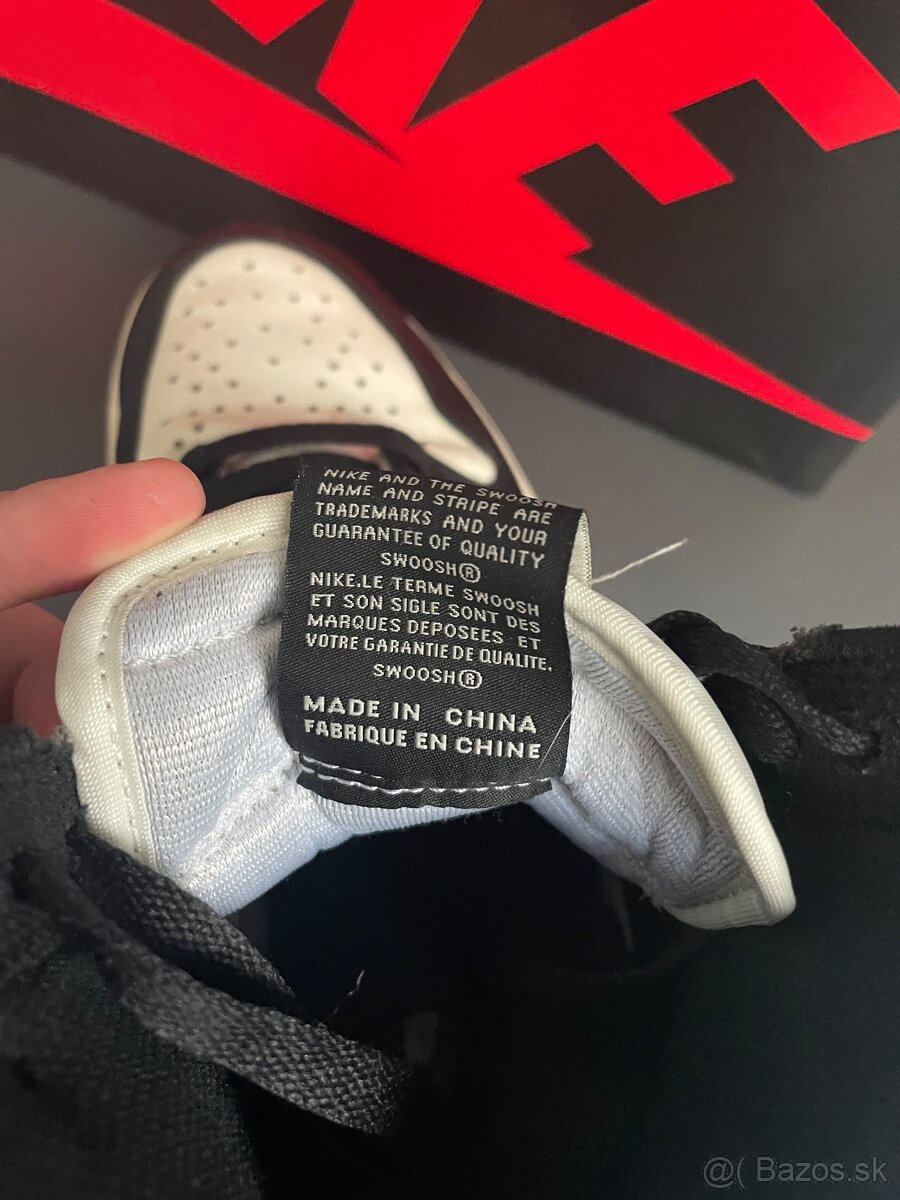 KE
NIKE AND THE SWOOSH
NAME AND STRIPE ARE
TRADEMARKS AND YOUR
GUARANTEE OF QUALITY
SWOOSH®
NIKE.LE TERME SWOOSH
ET SON SIGLE SONT DES
MARQUES DEPOSEES ET
VOTRE GARANTIE DE QUALITE.
SWOOSH®
MADE IN CHINA
FABRIQUE EN CHINE
@( Bazos.sk